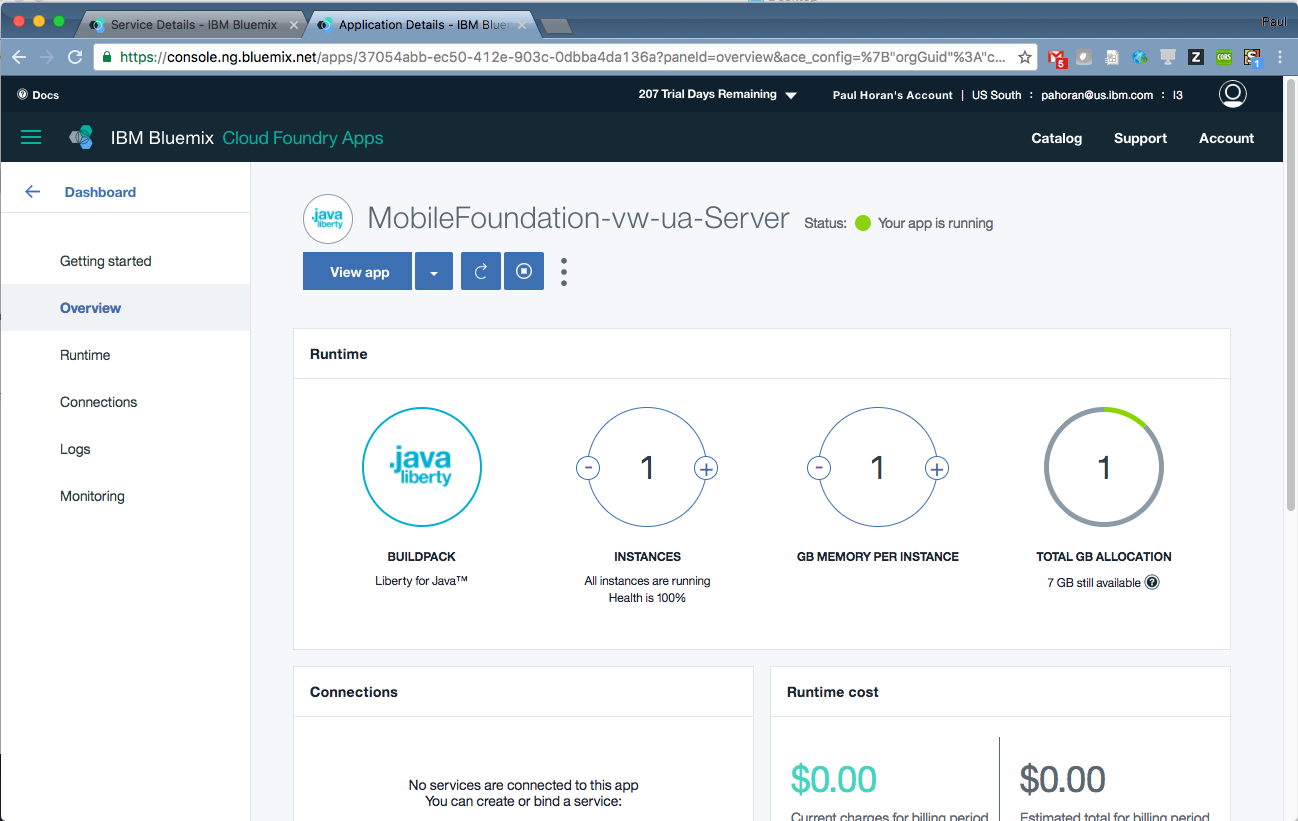 Service Details - IBM Bluemix
Application Details - IBM Blue
Paul
https://console.ng.bluemix.net/apps/37054abb-ec50-412e-903c-0dbba4da136a?paneId=overview&ace_config=%7B"orgGuid"%3A"c...
5
Z
CORS
1
Docs
207 Trial Days Remaining
Paul Horan's Account | US South : pahoran@us.ibm.com : I3
IBM Bluemix Cloud Foundry Apps
Catalog
Support
Account
Dashboard
Getting started
Overview
Runtime
Connections
Logs
Monitoring
.java
liberty
MobileFoundation-vw-ua-Server
Status: Your app is running
View app
Runtime
.java
liberty
BUILDPACK
Liberty for Java™
- 1 +
INSTANCES
All instances are running
Health is 100%
- 1 +
GB MEMORY PER INSTANCE
1
TOTAL GB ALLOCATION
7 GB still available ?
Connections
No services are connected to this app
You can create or bind a service:
Runtime cost
$0.00
Current charges for billing period
$0.00
Estimated total for billing period